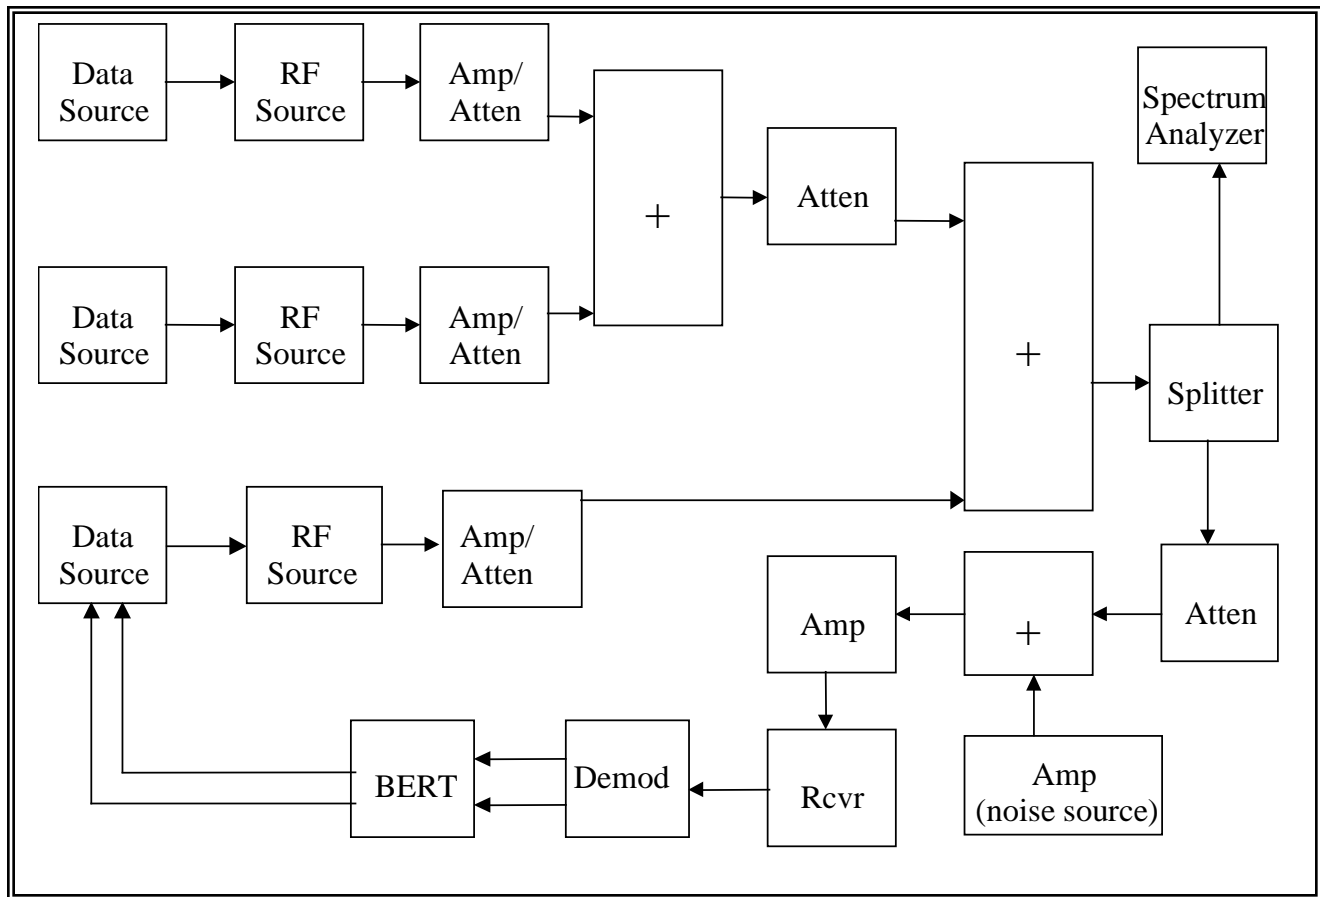 Data
Source
RF
Source
Amp/
Atten
+
Atten
Spectrum
Analyzer
Data
Source
RF
Source
Amp/
Atten
+
Splitter
Data
Source
RF
Source
Amp/
Atten
Amp
+
Atten
BERT
Demod
Rcvr
Amp
(noise source)